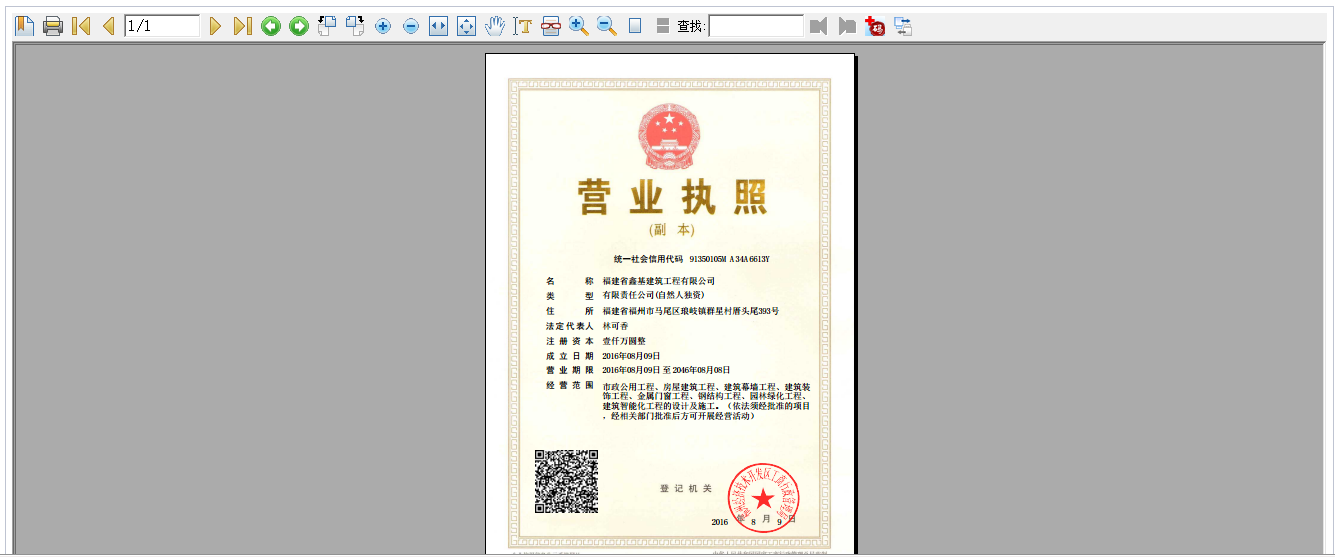 1/1
查找:
营业执照
(副 本)
统一社会信用代码 91350105MA34A6613Y
名 称 福建省鑫基建筑工程有限公司
类 型 有限责任公司(自然人独资)
住 所 福建省福州市马尾区琅岐镇群星村厝头尾393号
法定代表人 林可香
注册资本 壹仟万圆整
成立日期 2016年08月09日
营业期限 2016年08月09日 至 2046年08月08日
经营范围 市政公用工程、房屋建筑工程、建筑幕墙工程、建筑装
饰工程、金属门窗工程、钢结构工程、园林绿化工程、
建筑智能化工程的设计及施工。（依法须经批准的项目
，经相关部门批准后方可开展经营活动）
登记机关
2016 年 8 月 9 日